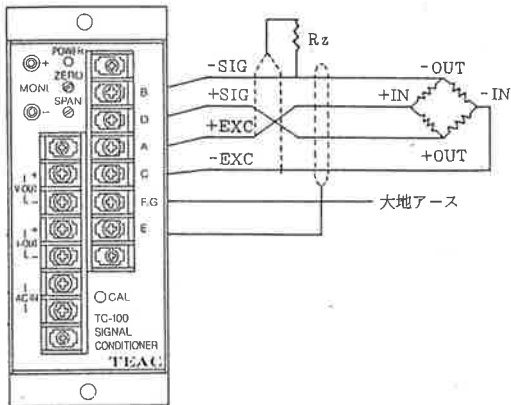 POWER
+
ZERO
MONI
SPAN
-
B
D
A
C
F.G
E
+
V-OUT
-
+
I-OUT
-
AC IN
CAL
TC-100
SIGNAL
CONDITIONER
TEAC
Rz
-SIG
+SIG
+EXC
-EXC
-OUT
+IN
-IN
+OUT
大地アース